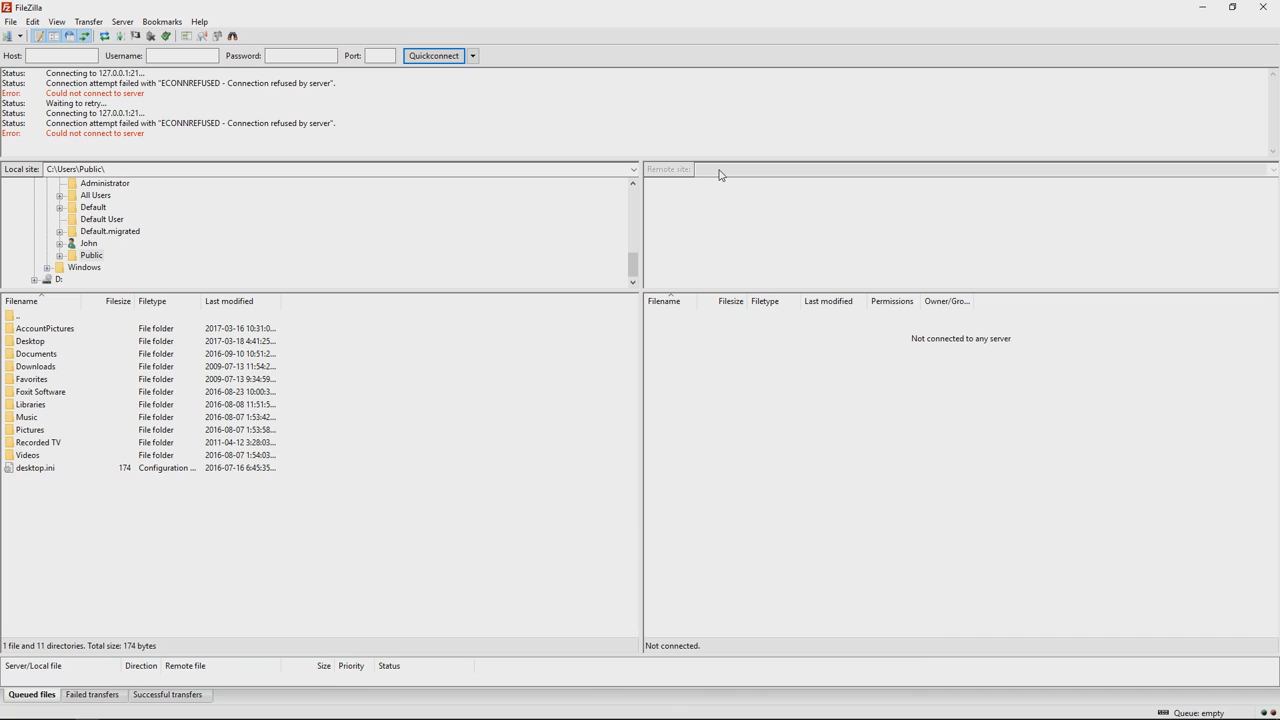 FileZilla
File Edit View Transfer Server Bookmarks Help
Host: Username: Password: Port: Quickconnect
Status: Connecting to 127.0.0.1:21...
Status: Connection attempt failed with "ECONNREFUSED - Connection refused by server".
Error: Could not connect to server
Status: Waiting to retry...
Status: Connecting to 127.0.0.1:21...
Status: Connection attempt failed with "ECONNREFUSED - Connection refused by server".
Error: Could not connect to server
Local site: C:\Users\Public\
Remote site:
Administrator
All Users
Default
Default User
Default.migrated
John
Public
Windows
D:
Filename Filesize Filetype Last modified
..
AccountPictures File folder 2017-03-16 10:31:0...
Desktop File folder 2017-03-18 4:41:25...
Documents File folder 2016-09-10 10:51:2...
Downloads File folder 2009-07-13 11:54:2...
Favorites File folder 2009-07-13 9:34:59...
Foxit Software File folder 2016-08-23 10:00:3...
Libraries File folder 2016-08-08 11:51:5...
Music File folder 2016-08-07 1:53:42...
Pictures File folder 2016-08-07 1:53:58...
Recorded TV File folder 2011-04-12 3:28:03...
Videos File folder 2016-08-07 1:54:03...
desktop.ini 174 Configuration ... 2016-07-16 6:45:35...
1 file and 11 directories. Total size: 174 bytes
Filename Filesize Filetype Last modified Permissions Owner/Gro...
Not connected to any server
Not connected.
Server/Local file Direction Remote file Size Priority Status
Queued files Failed transfers Successful transfers
Queue: empty